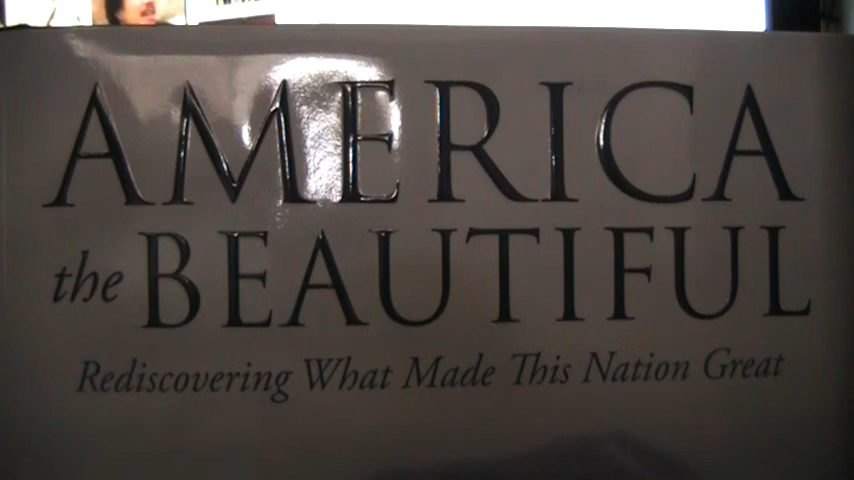 AMERICA
the BEAUTIFUL
Rediscovering What Made This Nation Great